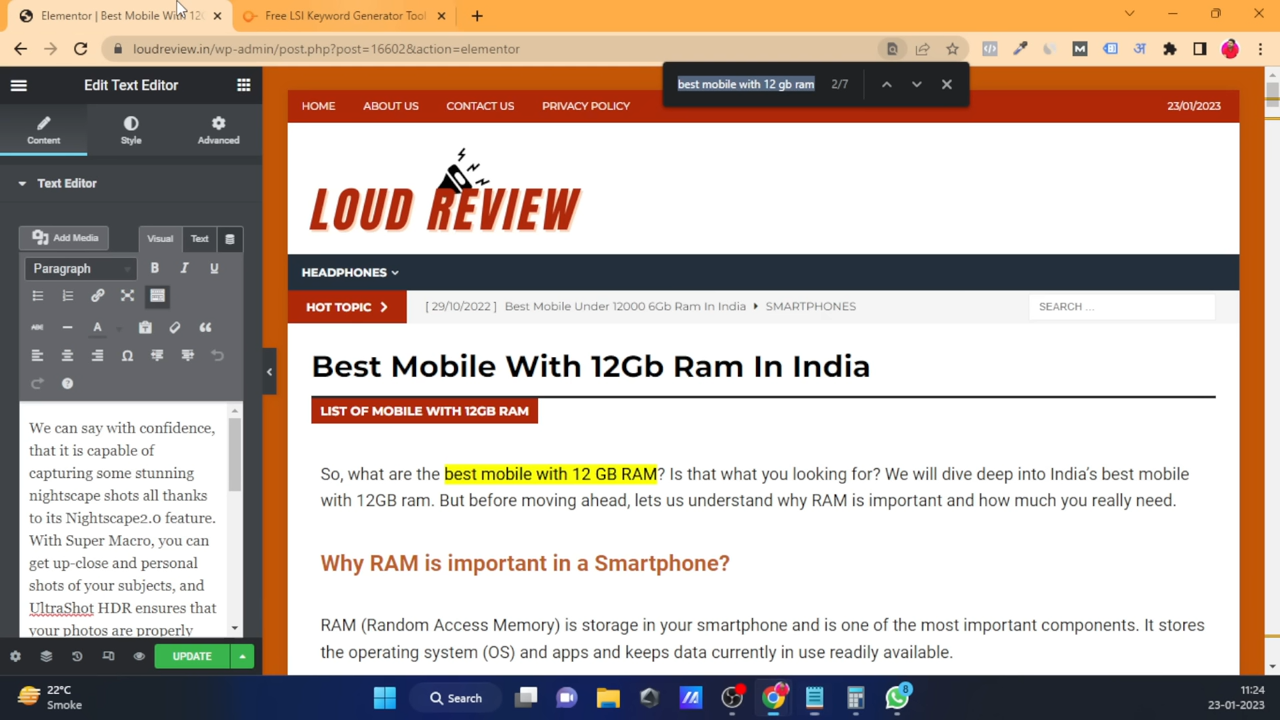 Elementor | Best Mobile With 12G
Free LSI Keyword Generator Tool
loudreview.in/wp-admin/post.php?post=16602&action=elementor
Edit Text Editor
best mobile with 12 gb ram
2/7
HOME
ABOUT US
CONTACT US
PRIVACY POLICY
23/01/2023
Content
Style
Advanced
Text Editor
LOUD REVIEW
Add Media
Visual
Text
Paragraph
B
I
U
HEADPHONES
HOT TOPIC
[ 29/10/2022 ] Best Mobile Under 12000 6Gb Ram In India
SMARTPHONES
SEARCH ...
Best Mobile With 12Gb Ram In India
LIST OF MOBILE WITH 12GB RAM
So, what are the best mobile with 12 GB RAM? Is that what you looking for? We will dive deep into India's best mobile
with 12GB ram. But before moving ahead, lets us understand why RAM is important and how much you really need.
Why RAM is important in a Smartphone?
RAM (Random Access Memory) is storage in your smartphone and is one of the most important components. It stores
the operating system (OS) and apps and keeps data currently in use readily available.
We can say with confidence,
that it is capable of
capturing some stunning
nightscape shots all thanks
to its Nightscape2.0 feature.
With Super Macro, you can
get up-close and personal
shots of your subjects, and
UltraShot HDR ensures that
your photos are properly
UPDATE
22°C
Smoke
Search
8
11:24
23-01-2023